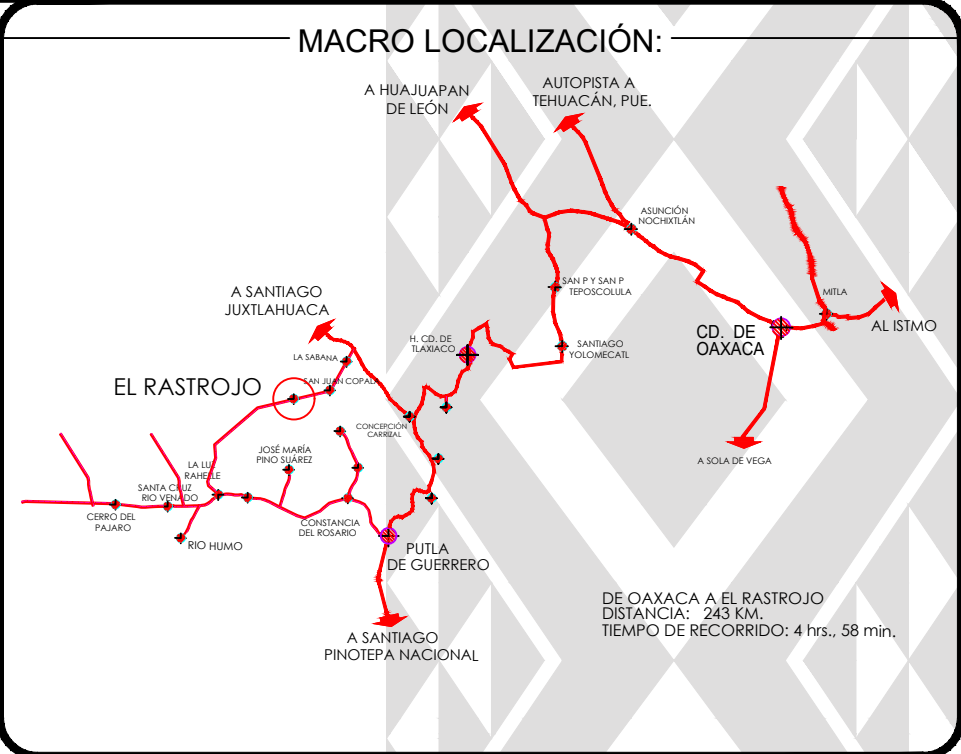 MACRO LOCALIZACIÓN:
A HUAJUAPAN
DE LEÓN
AUTOPISTA A
TEHUACÁN, PUE.
ASUNCIÓN
NOCHIXTLÁN
SAN P Y SAN P
TEPOSCOLULA
MITLA
A SANTIAGO
JUXTLAHUACA
AL ISTMO
CD. DE
OAXACA
H. CD. DE
TLAXIACO
SANTIAGO
YOLOMECATL
LA SABANA
SAN JUAN COPALA
EL RASTROJO
CONCEPCIÓN
CARRIZAL
JOSÉ MARÍA
PINO SUÁREZ
A SOLA DE VEGA
LA LUZ
SANTA CRUZ
RIO VENADO
CERRO DEL
PAJARO
CONSTANCIA
DEL ROSARIO
RIO HUMO
PUTLA
DE GUERRERO
DE OAXACA A EL RASTROJO
DISTANCIA: 243 KM.
TIEMPO DE RECORRIDO: 4 hrs., 58 min.
A SANTIAGO
PINOTEPA NACIONAL